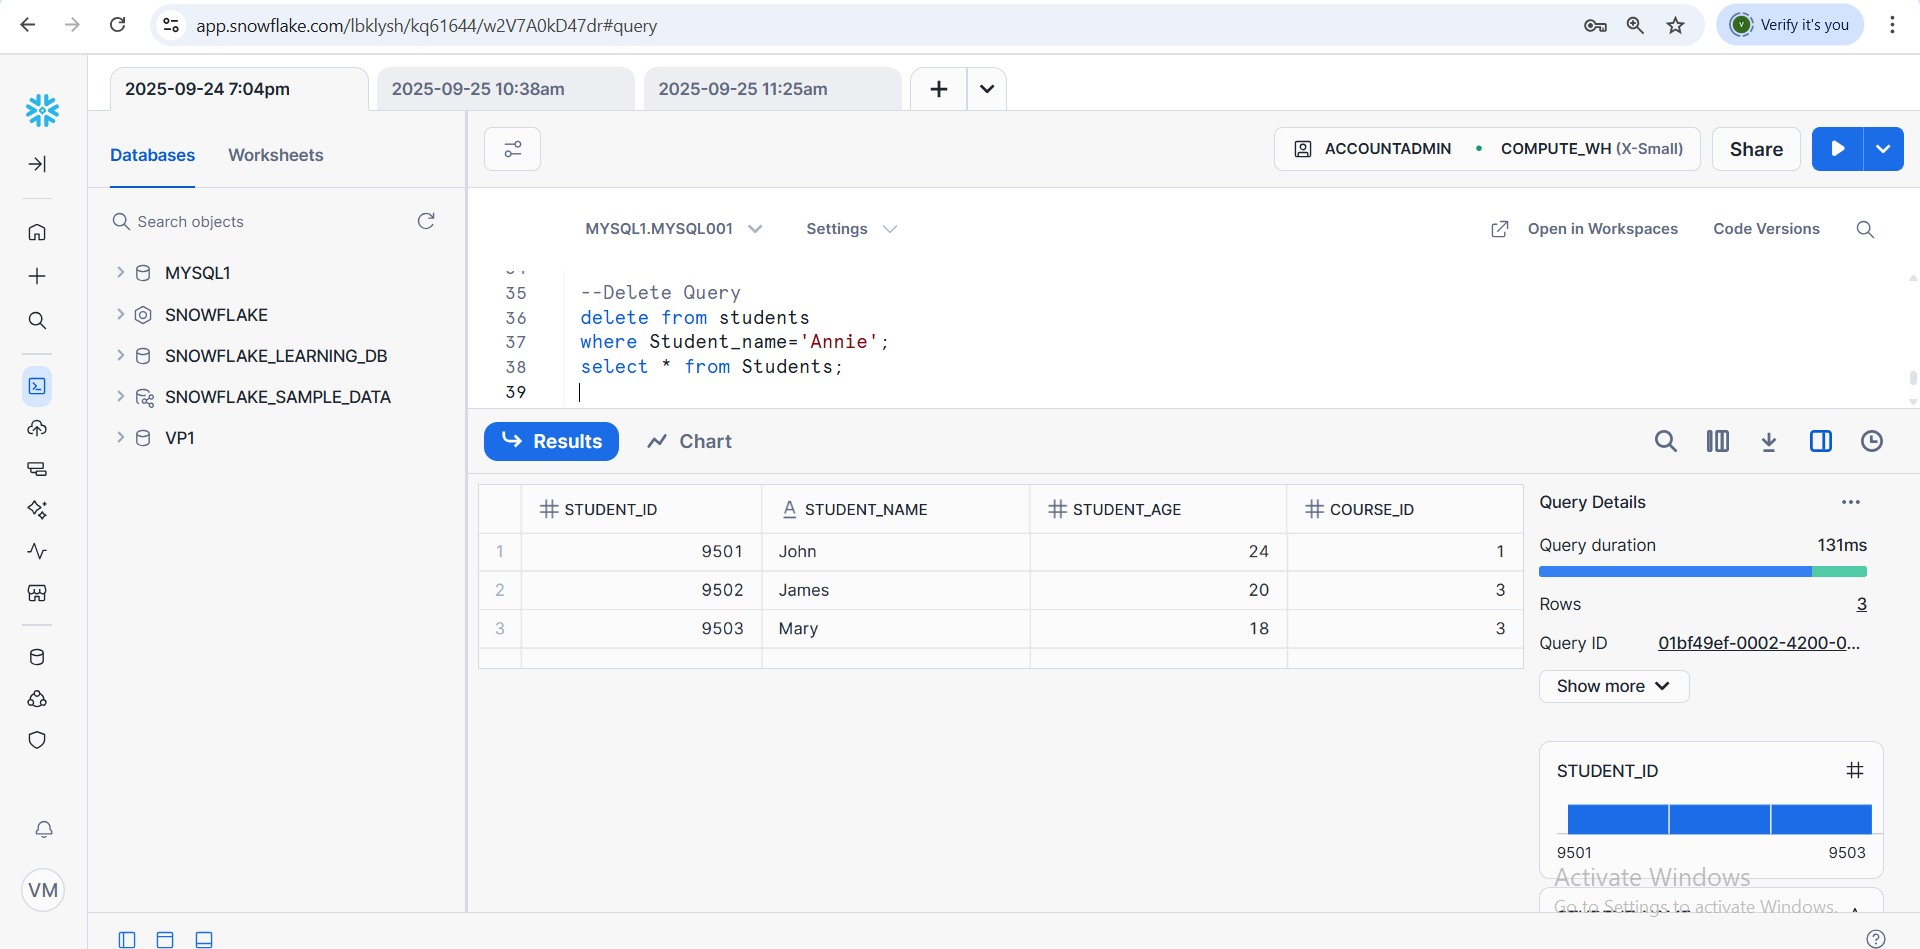 app.snowflake.com/lbklysh/kq61644/w2V7A0kD47dr#query
Verify it's you
2025-09-24 7:04pm
2025-09-25 10:38am
2025-09-25 11:25am
Databases
Worksheets
ACCOUNTADMIN
COMPUTE_WH (X-Small)
Share
Search objects
MYSQL1.MYSQL001
Settings
Open in Workspaces
Code Versions
MYSQL1
SNOWFLAKE
SNOWFLAKE_LEARNING_DB
SNOWFLAKE_SAMPLE_DATA
VP1
35 --Delete Query
36 delete from students
37 where Student_name='Annie';
38 select * from Students;
39
Results
Chart
STUDENT_ID STUDENT_NAME STUDENT_AGE COURSE_ID
1 9501 John 24 1
2 9502 James 20 3
3 9503 Mary 18 3
Query Details
Query duration 131ms
Rows 3
Query ID 01bf49ef-0002-4200-0...
Show more
STUDENT_ID
9501 9503
Activate Windows
Go to Settings to activate Windows.
VM